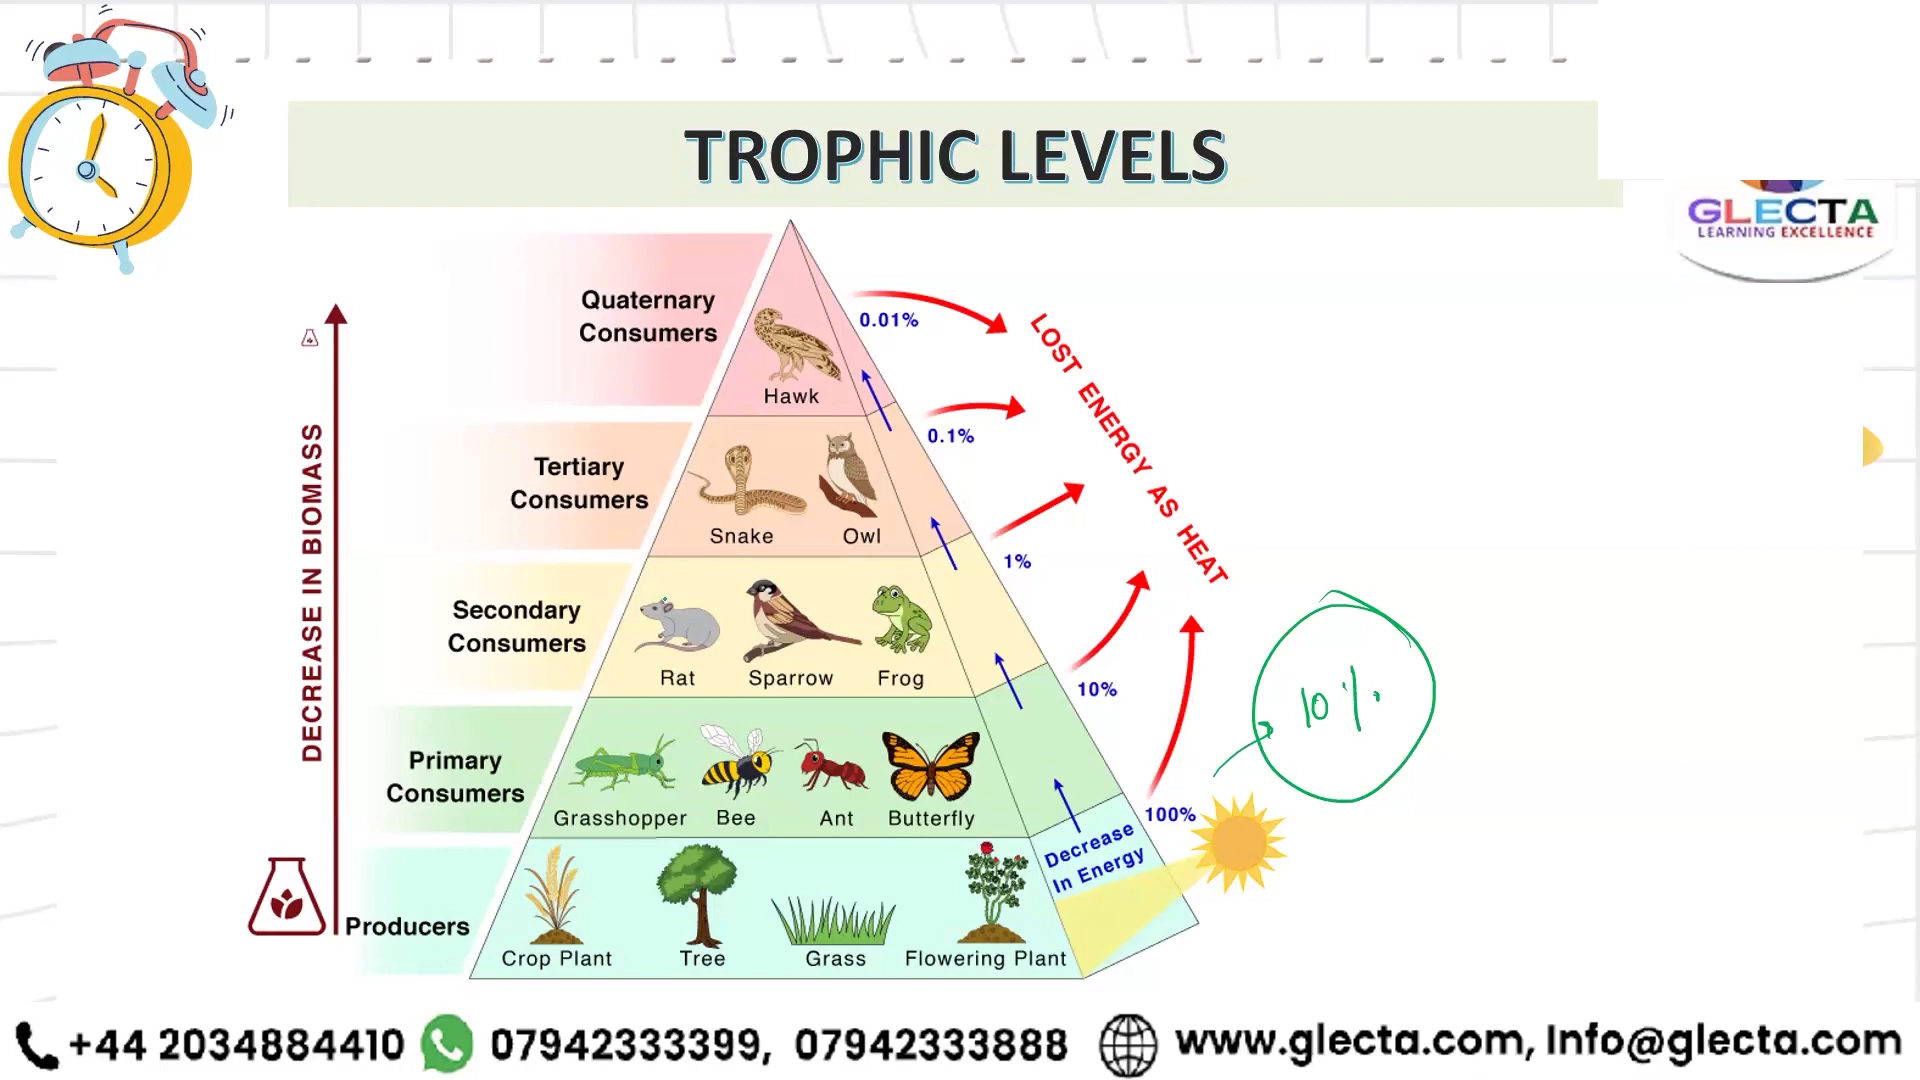 TROPHIC LEVELS
GLECTA
LEARNING EXCELLENCE
Quaternary
Consumers
Hawk
0.01%
LOST ENERGY AS HEAT
DECREASE IN BIOMASS
Tertiary
Consumers
Snake
Owl
0.1%
1%
Secondary
Consumers
Rat
Sparrow
Frog
10%
10%
Primary
Consumers
Grasshopper
Bee
Ant
Butterfly
100%
Decrease
In Energy
Producers
Crop Plant
Tree
Grass
Flowering Plant
+44 2034884410 07942333399, 07942333888 www.glecta.com, Info@glecta.com